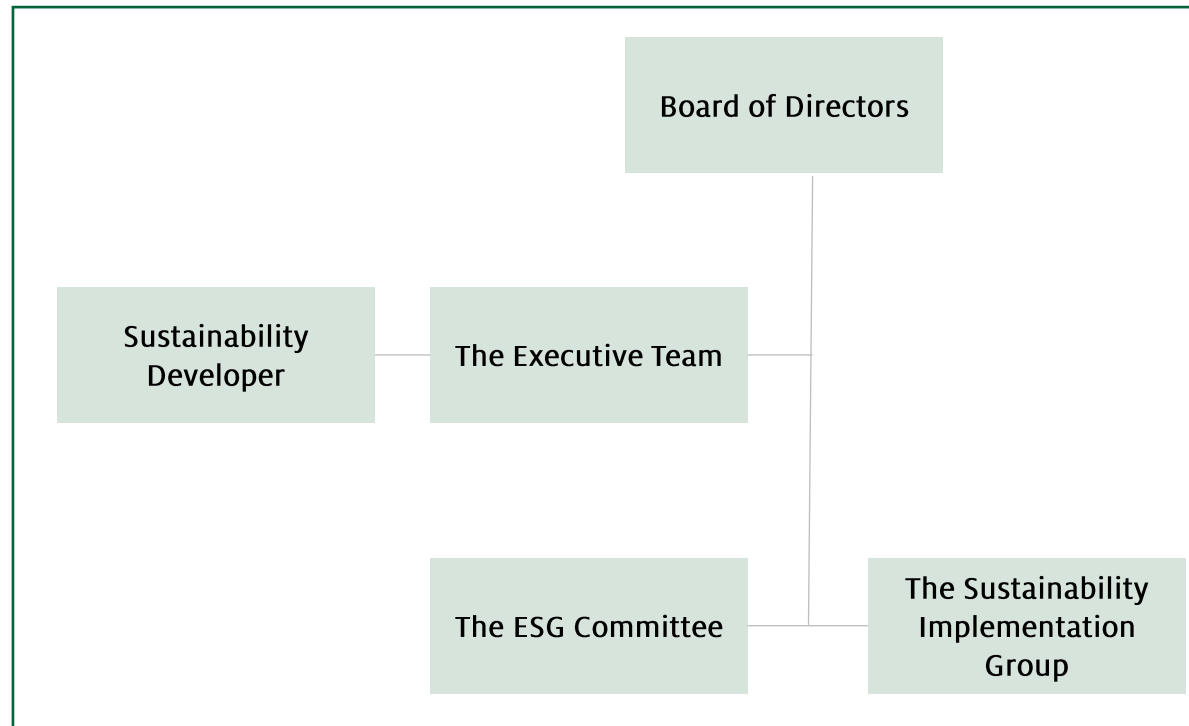 Board of Directors
Sustainability
Developer
The Executive Team
The ESG Committee
The Sustainability
Implementation
Group